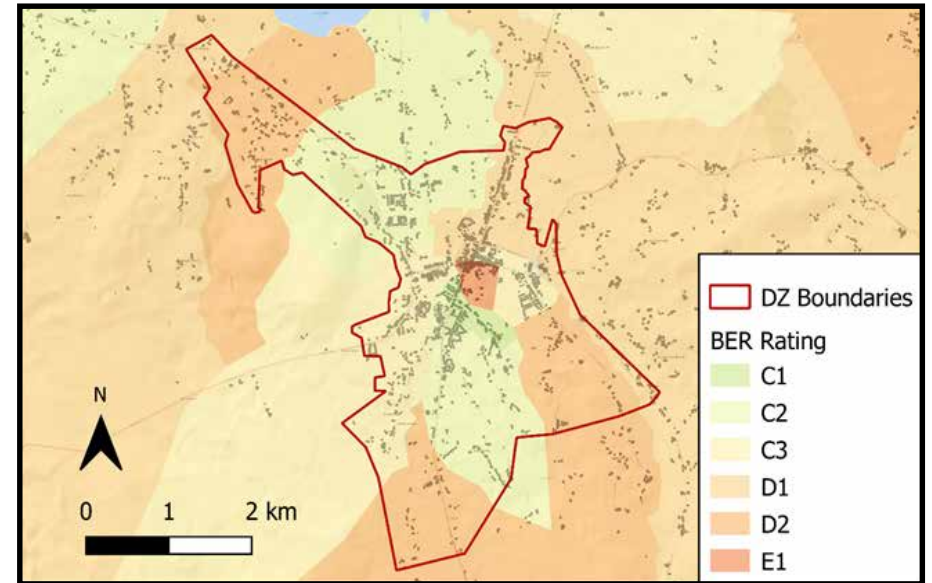 N
0 1 2 km
DZ Boundaries
BER Rating
C1
C2
C3
D1
D2
E1